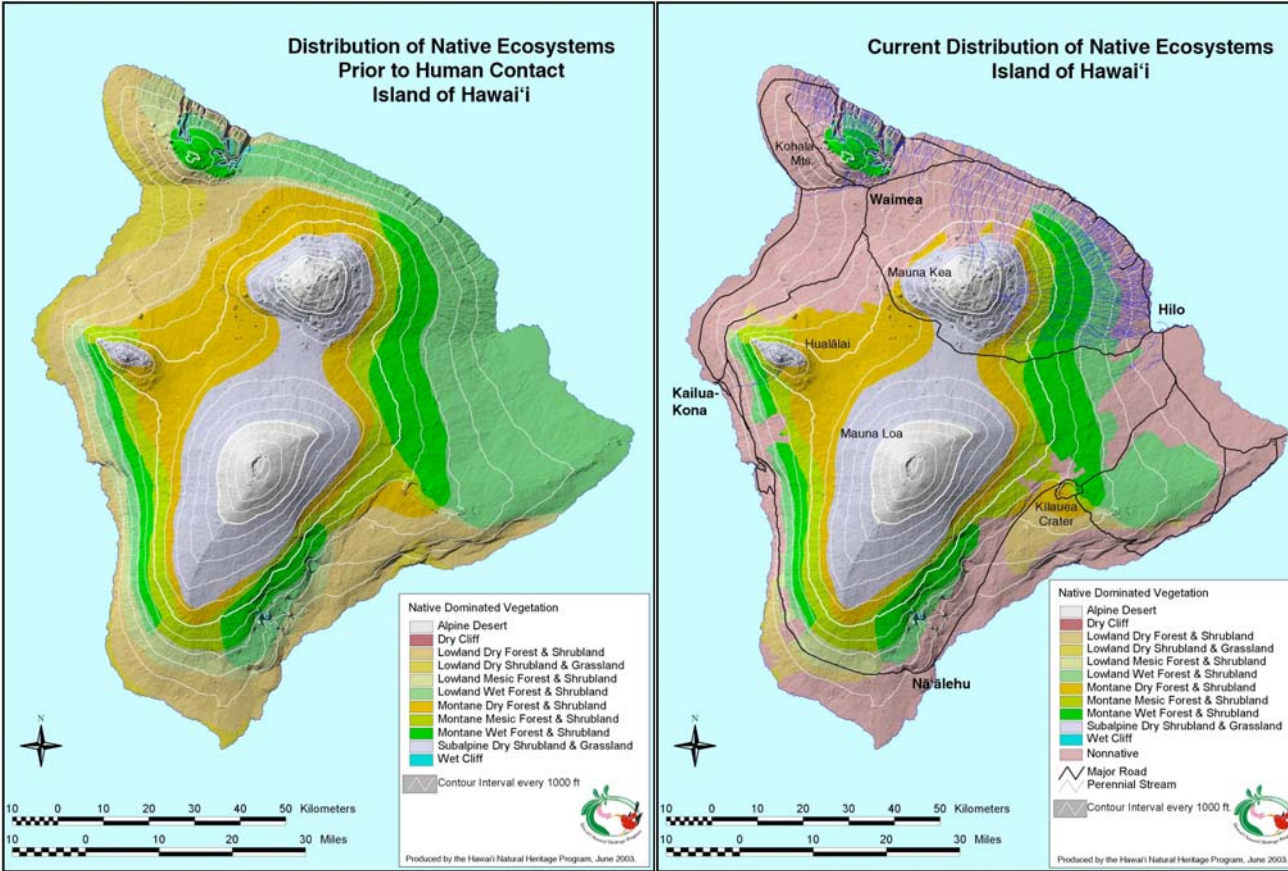 Distribution of Native Ecosystems
Prior to Human Contact
Island of Hawai‘i
Native Dominated Vegetation
Alpine Desert
Dry Cliff
Lowland Dry Forest & Shrubland
Lowland Dry Shrubland & Grassland
Lowland Mesic Forest & Shrubland
Lowland Wet Forest & Shrubland
Montane Dry Forest & Shrubland
Montane Mesic Forest & Shrubland
Montane Wet Forest & Shrubland
Subalpine Dry Shrubland & Grassland
Wet Cliff
Contour Interval every 1000 ft
N
10 0 10 20 30 40 50 Kilometers
10 0 10 20 30 Miles
Produced by the Hawai'i Natural Heritage Program, June 2003.
Current Distribution of Native Ecosystems
Island of Hawai‘i
Kohala
Mts.
Waimea
Mauna Kea
Hilo
Hualālai
Kailua-
Kona
Mauna Loa
Kilauea
Crater
Nā‘ālehu
Native Dominated Vegetation
Alpine Desert
Dry Cliff
Lowland Dry Forest & Shrubland
Lowland Dry Shrubland & Grassland
Lowland Mesic Forest & Shrubland
Lowland Wet Forest & Shrubland
Montane Dry Forest & Shrubland
Montane Mesic Forest & Shrubland
Montane Wet Forest & Shrubland
Subalpine Dry Shrubland & Grassland
Wet Cliff
Nonnative
Major Road
Perennial Stream
Contour Interval every 1000 ft.
N
10 0 10 20 30 40 50 Kilometers
10 0 10 20 30 Miles
Produced by the Hawai'i Natural Heritage Program, June 2003.